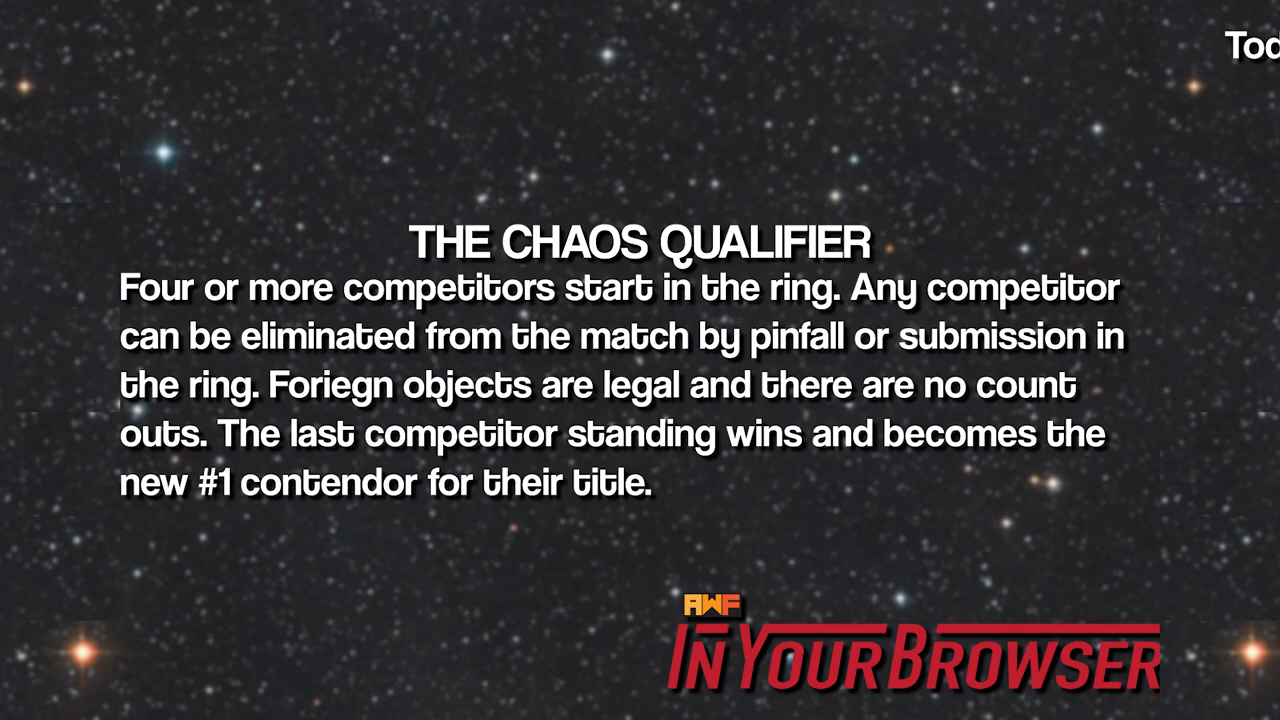 Tod
THE CHAOS QUALIFIER
Four or more competitors start in the ring. Any competitor
can be eliminated from the match by pinfall or submission in
the ring. Foriegn objects are legal and there are no count
outs. The last competitor standing wins and becomes the
new #1 contendor for their title.
AWF
IN YOUR BROWSER